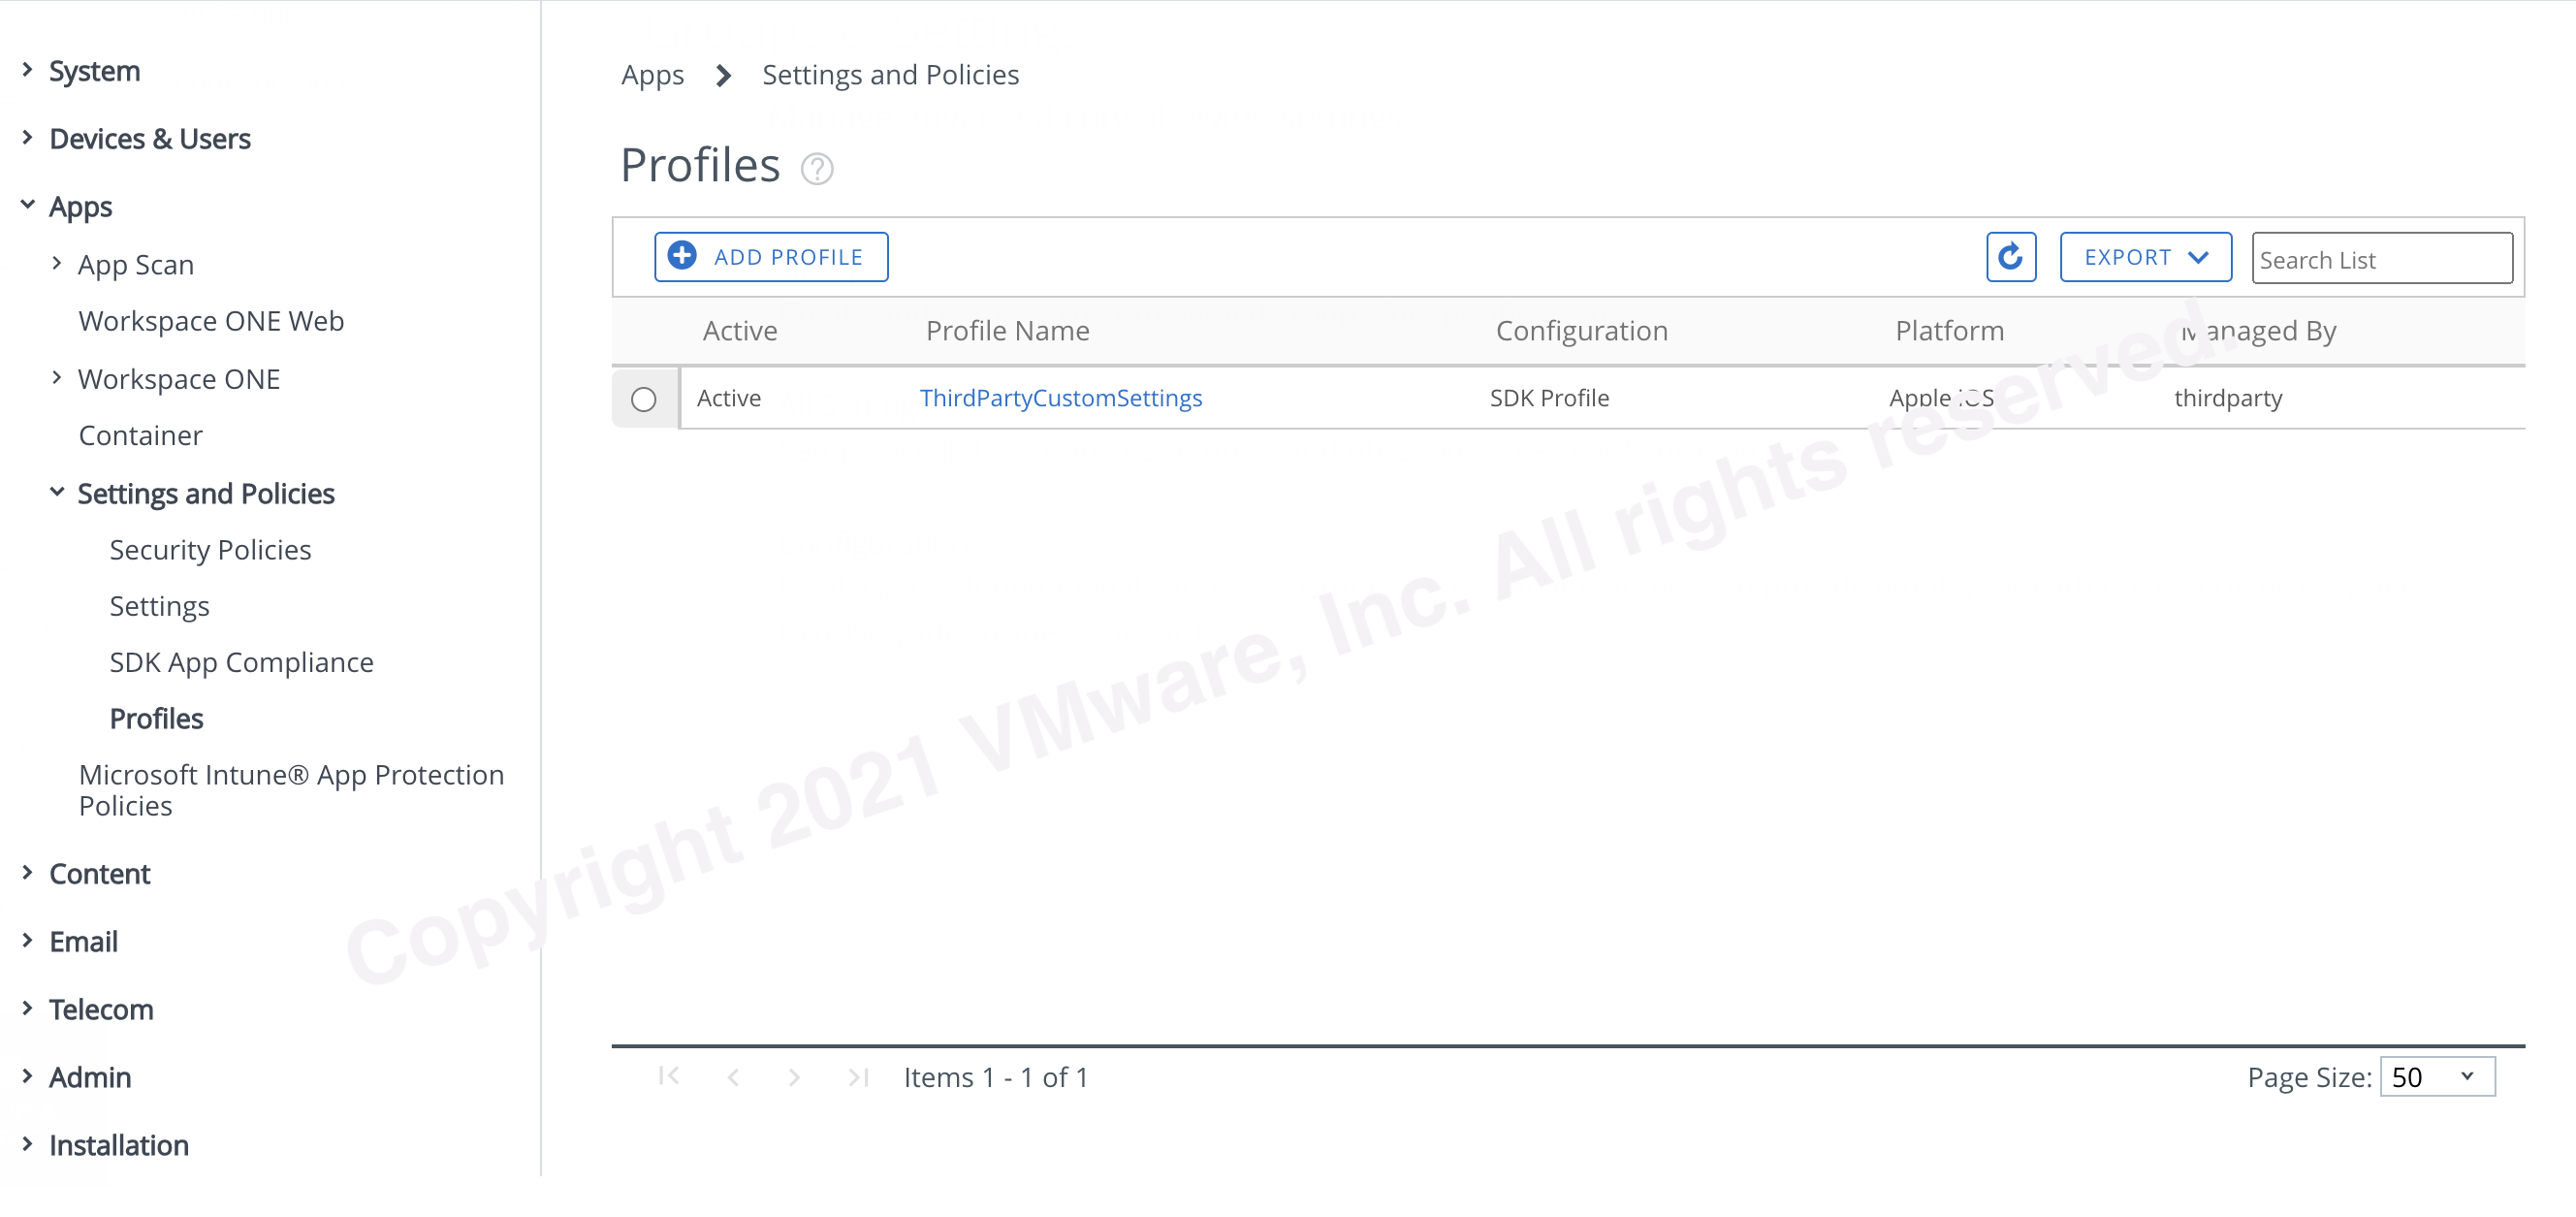 System
Devices & Users
Apps
App Scan
Workspace ONE Web
Workspace ONE
Container
Settings and Policies
Security Policies
Settings
SDK App Compliance
Profiles
Microsoft Intune® App Protection
Policies
Content
Email
Telecom
Admin
Installation
Apps > Settings and Policies
Profiles ?
ADD PROFILE EXPORT Search List
Active Profile Name Configuration Platform Managed By
Active ThirdPartyCustomSettings SDK Profile Apple iOS thirdparty
Copyright 2021 VMware, Inc. All rights reserved.
Items 1 - 1 of 1 Page Size: 50